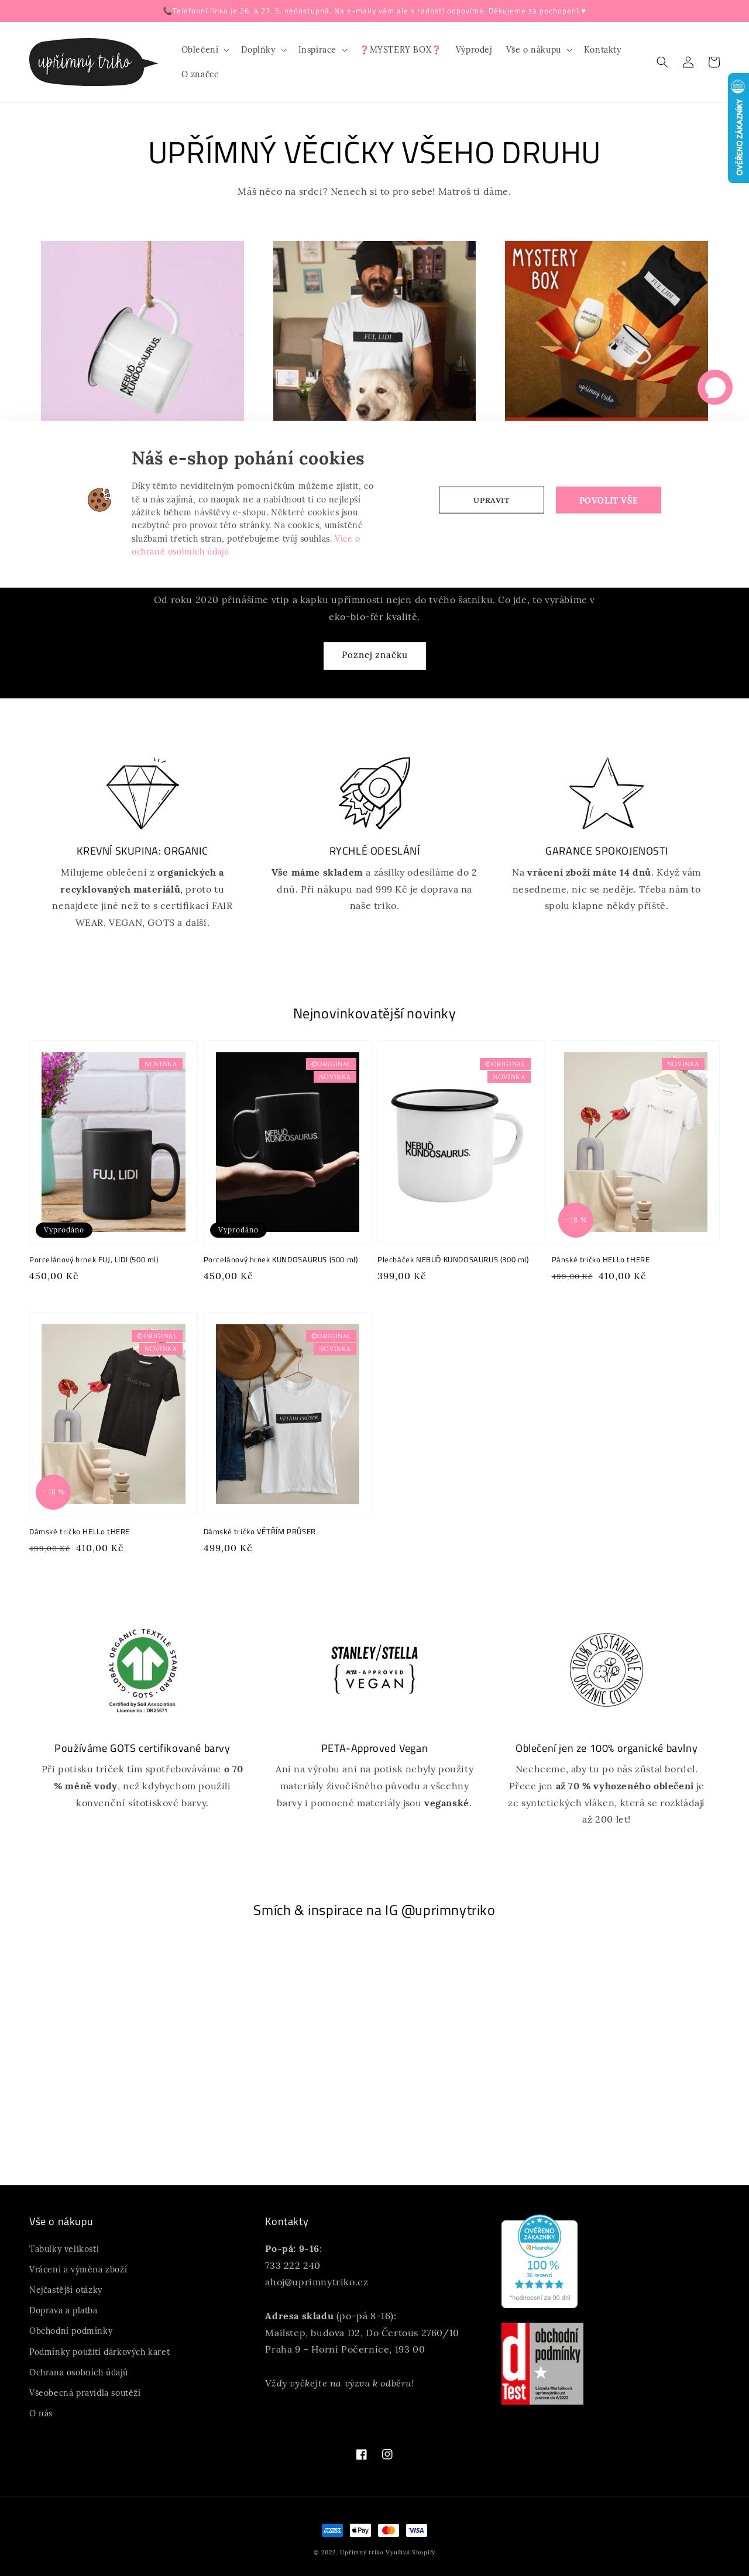 📞Telefonní linka je 26. a 27. 5. nedostupná. Na e-maily vám ale s radostí odpovíme. Děkujeme za pochopení.♥
upřímný triko
Oblečení
Doplňky
Inspirace
❓MYSTERY BOX❓
Výprodej
Vše o nákupu
Kontakty
O značce
OVĚŘENO ZÁKAZNÍKY
UPŘÍMNÝ VĚCIČKY VŠEHO DRUHU
Máš něco na srdci? Nenech si to pro sebe! Matroš ti dáme.
NEBUĎ
KUNDOSAURUS.
FUJ, LIDI
MYSTERY
BOX
upřímný triko
Náš e-shop pohání cookies
Díky těmto neviditelným pomocníčkům můžeme zjistit, co
tě u nás zajímá, co naopak ne a nabídnout ti co nejlepší
zážitek během návštěvy e-shopu. Některé cookies jsou
nezbytné pro provoz této stránky. Na cookies, umístěné
službami třetích stran, potřebujeme tvůj souhlas. Více o
ochraně osobních údajů
UPRAVIT
POVOLIT VŠE
Od roku 2020 přinášíme vtip a kapku upřímnosti nejen do tvého šatníku. Co jde, to vyrábíme v
eko-bio-fér kvalitě.
Poznej značku
KREVNÍ SKUPINA: ORGANIC
Milujeme oblečení z organických a
recyklovaných materiálů, proto tu
nenajdete jiné než to s certifikací FAIR
WEAR, VEGAN, GOTS a další.
RYCHLÉ ODESLÁNÍ
Vše máme skladem a zásilky odesíláme do 2
dnů. Při nákupu nad 999 Kč je doprava na
naše triko.
GARANCE SPOKOJENOSTI
Na vrácení zboží máte 14 dnů. Když vám
nesedneme, nic se neděje. Třeba nám to
spolu klapne někdy příště.
Nejnovinkovatější novinky
NOVINKA
FUJ, LIDI
Vyprodáno
Porcelánový hrnek FUJ, LIDI (500 ml)
450,00 Kč
©ORIGINAL
NOVINKA
NEBUĎ
KUNDOSAURUS.
Vyprodáno
Porcelánový hrnek KUNDOSAURUS (500 ml)
450,00 Kč
©ORIGINAL
NOVINKA
NEBUĎ
KUNDOSAURUS.
Plecháček NEBUĎ KUNDOSAURUS (300 ml)
399,00 Kč
NOVINKA
- 18 %
Pánské tričko HELLo tHERE
499,00 Kč 410,00 Kč
©ORIGINAL
NOVINKA
- 18 %
Dámské tričko HELLo tHERE
499,00 Kč 410,00 Kč
©ORIGINAL
NOVINKA
VĚTŘÍM PRŮSER
Dámské tričko VĚTŘÍM PRŮSER
499,00 Kč
GLOBAL ORGANIC TEXTILE STANDARD · GOTS ·
Certified by Soil Association
Licence no.: DK25671
Používáme GOTS certifikované barvy
Při potisku triček tím spotřebováváme o 70
% méně vody, než kdybychom použili
konvenční sítotiskové barvy.
STANLEY/STELLA
PETA-APPROVED
VEGAN
PETA-Approved Vegan
Ani na výrobu ani na potisk nebyly použity
materiály živočišného původu a všechny
barvy i pomocné materiály jsou veganské.
100% SUSTAINABLE
ORGANIC COTTON
Oblečení jen ze 100% organické bavlny
Nechceme, aby tu po nás zůstal bordel.
Přece jen až 70 % vyhozeného oblečení je
ze syntetických vláken, která se rozkládají
až 200 let!
Smích & inspirace na IG @uprimnytriko
Vše o nákupu
Tabulky velikostí
Vrácení a výměna zboží
Nejčastější otázky
Doprava a platba
Obchodní podmínky
Podmínky použití dárkových karet
Ochrana osobních údajů
Všeobecná pravidla soutěží
O nás
Kontakty
Po-pá: 9-16:
733 222 240
ahoj@uprimnytriko.cz
Adresa skladu (po-pá 8-16):
Mailstep, budova D2, Do Čertous 2760/10
Praha 9 – Horní Počernice, 193 00
Vždy vyčkejte na výzvu k odběru!
OVĚŘENO
ZÁKAZNÍKY
Heureka
100 %
36 recenzí
*hodnocení za 90 dní
dTest
obchodní
podmínky
Lidmila Maršálková
uprimnytriko.cz
platnost do 6/2022
AMEX
Pay
VISA
© 2022, Upřímný triko Využívá Shopify